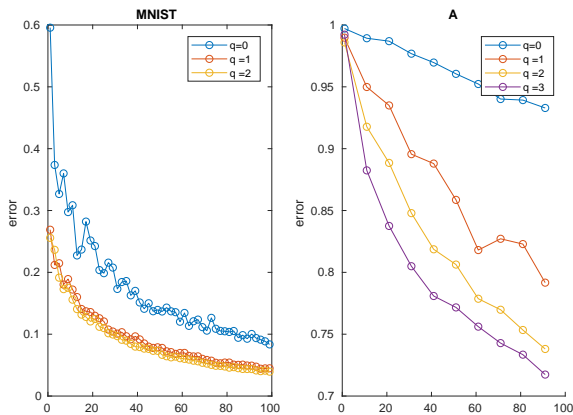 MNIST
error
0.6
0.5
0.4
0.3
0.2
0.1
0
0 20 40 60 80 100
q=0
q =1
q =2
A
error
1
0.95
0.9
0.85
0.8
0.75
0.7
0 20 40 60 80 100
q=0
q =1
q =2
q =3